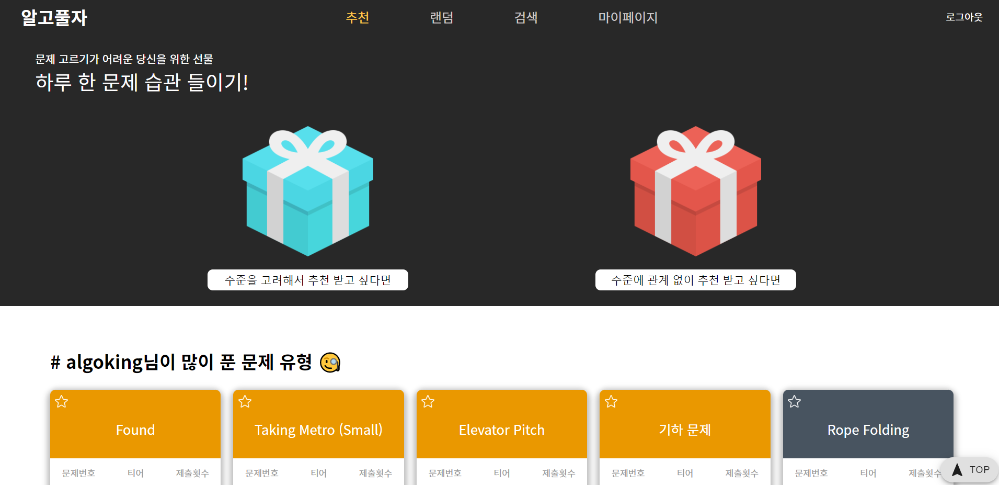 알고풀자
추천 랜덤 검색 마이페이지
로그아웃
문제 고르기가 어려운 당신을 위한 선물
하루 한 문제 습관 들이기!
수준을 고려해서 추천 받고 싶다면
수준에 관계 없이 추천 받고 싶다면
# algoking님이 많이 푼 문제 유형 🧐
Found
Taking Metro (Small)
Elevator Pitch
기하 문제
Rope Folding
문제번호 티어 제출횟수
문제번호 티어 제출횟수
문제번호 티어 제출횟수
문제번호 티어 제출횟수
문제번호 티어 제출횟수
TOP